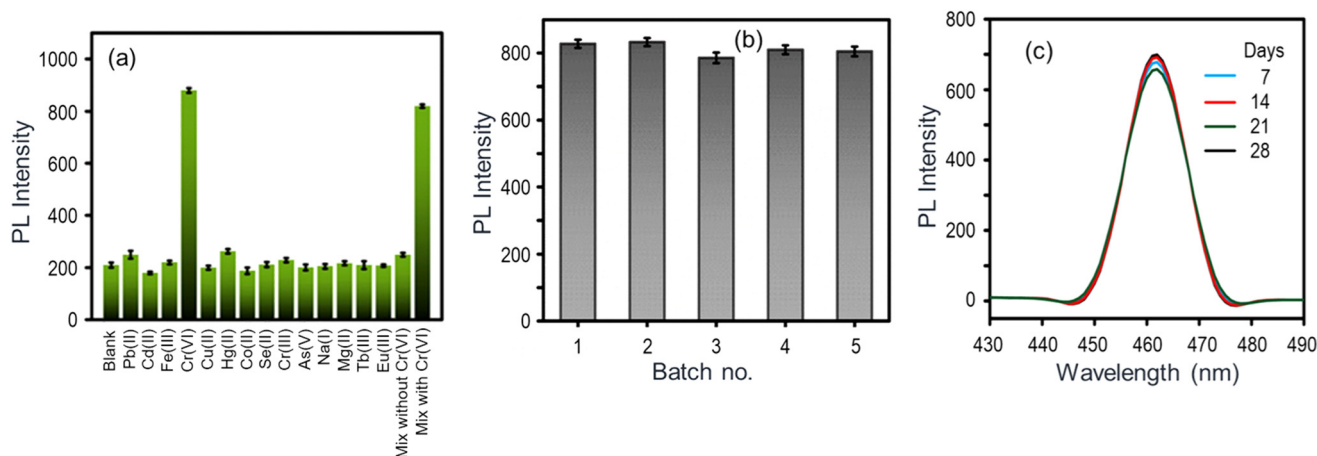 (a)
PL Intensity
1000
800
600
400
200
0
Blank
Pb(II)
Cd(II)
Fe(III)
Cr(VI)
Cu(II)
Hg(II)
Co(II)
Se(II)
Cr(III)
As(V)
Na(I)
Mg(II)
Tb(III)
Eu(III)
Mix without Cr(VI)
Mix with Cr(VI)
(b)
PL Intensity
800
600
400
200
0
1 2 3 4 5
Batch no.
(c)
PL Intensity
800
600
400
200
0
Days
7
14
21
28
430 440 450 460 470 480 490
Wavelength (nm)